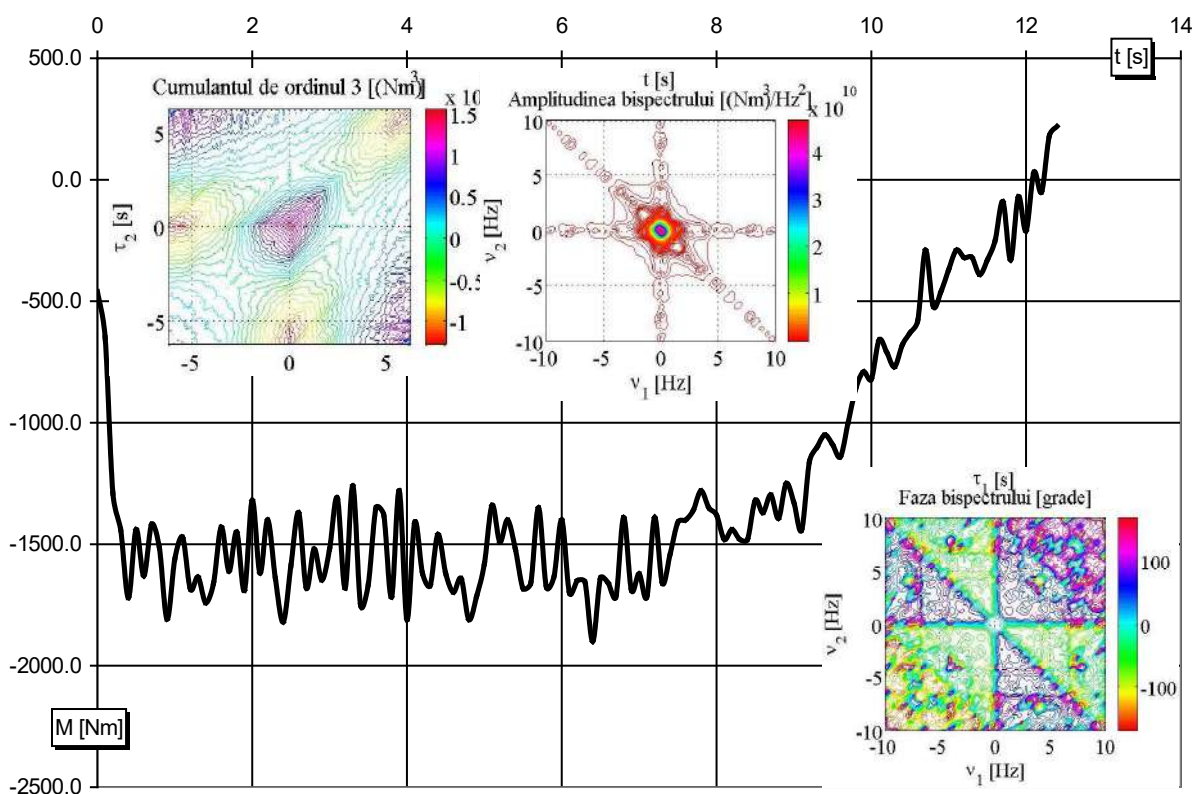 0 2 4 6 8 10 12 14
500.0
t [s]
0.0
-500.0
-1000.0
-1500.0
-2000.0
-2500.0
M [Nm]
Cumulantul de ordinul 3 [(Nm)³]
x 10
1.5
1
0.5
0
-0.5
-1
τ₂ [s]
5
0
-5
-5 0 5
t [s]
Amplitudinea bispectrului [(Nm)³/Hz²]
x 10¹⁰
4
3
2
1
ν₂ [Hz]
10
5
0
-5
-10
-10 -5 0 5 10
ν₁ [Hz]
τ₁ [s]
Faza bispectrului [grade]
100
0
-100
ν₂ [Hz]
10
5
0
-5
-10
-10 -5 0 5 10
ν₁ [Hz]